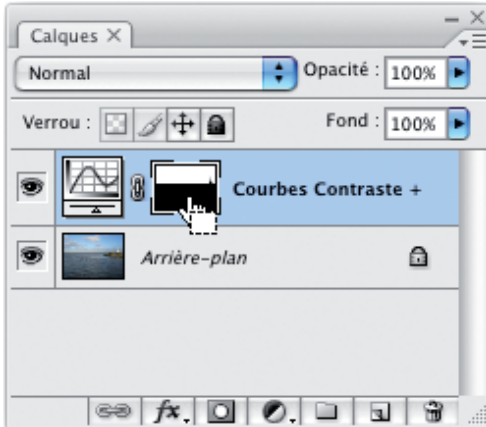 Calques ×
Normal Opacité : 100%
Verrou : Fond : 100%
Courbes Contraste +
Arrière-plan
fx.